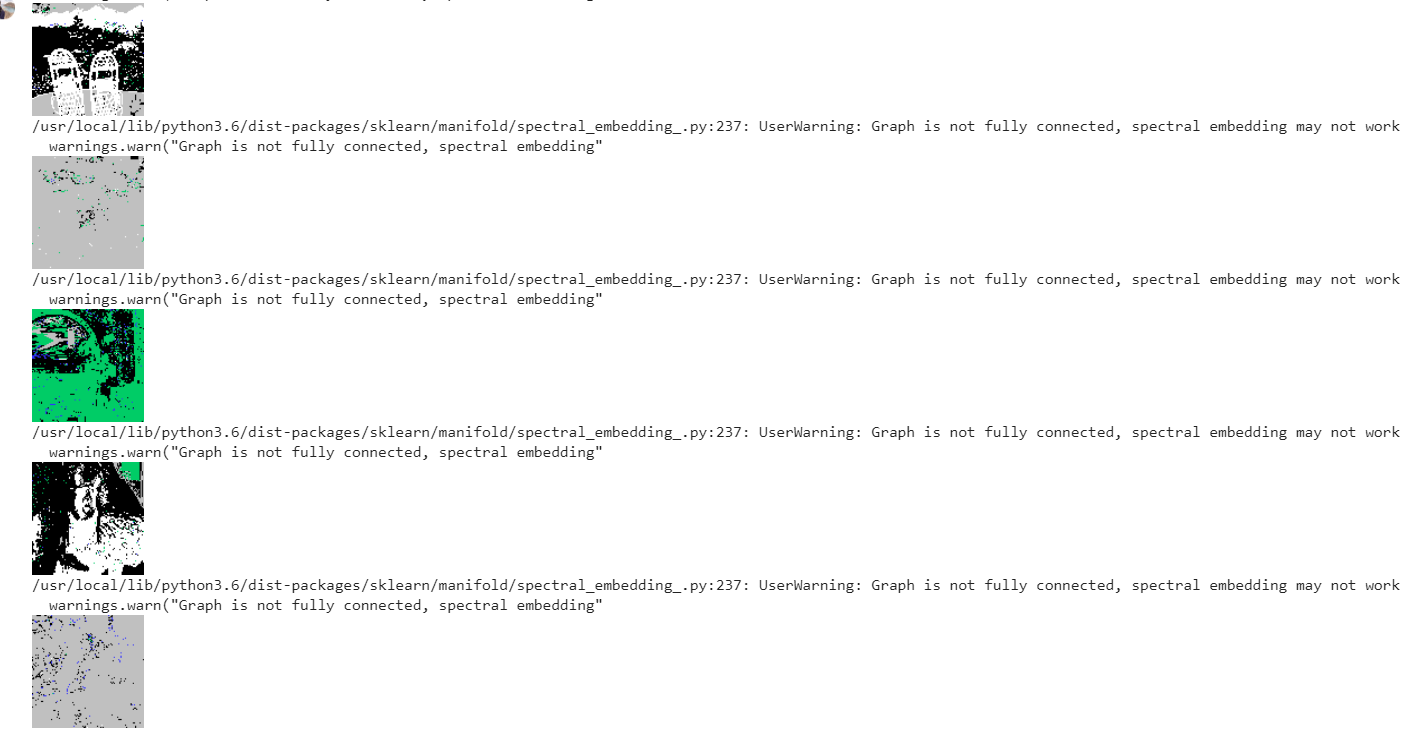 /usr/local/lib/python3.6/dist-packages/sklearn/manifold/spectral_embedding_.py:237: UserWarning: Graph is not fully connected, spectral embedding may not work
warnings.warn("Graph is not fully connected, spectral embedding"
/usr/local/lib/python3.6/dist-packages/sklearn/manifold/spectral_embedding_.py:237: UserWarning: Graph is not fully connected, spectral embedding may not work
warnings.warn("Graph is not fully connected, spectral embedding"
/usr/local/lib/python3.6/dist-packages/sklearn/manifold/spectral_embedding_.py:237: UserWarning: Graph is not fully connected, spectral embedding may not work
warnings.warn("Graph is not fully connected, spectral embedding"
/usr/local/lib/python3.6/dist-packages/sklearn/manifold/spectral_embedding_.py:237: UserWarning: Graph is not fully connected, spectral embedding may not work
warnings.warn("Graph is not fully connected, spectral embedding"